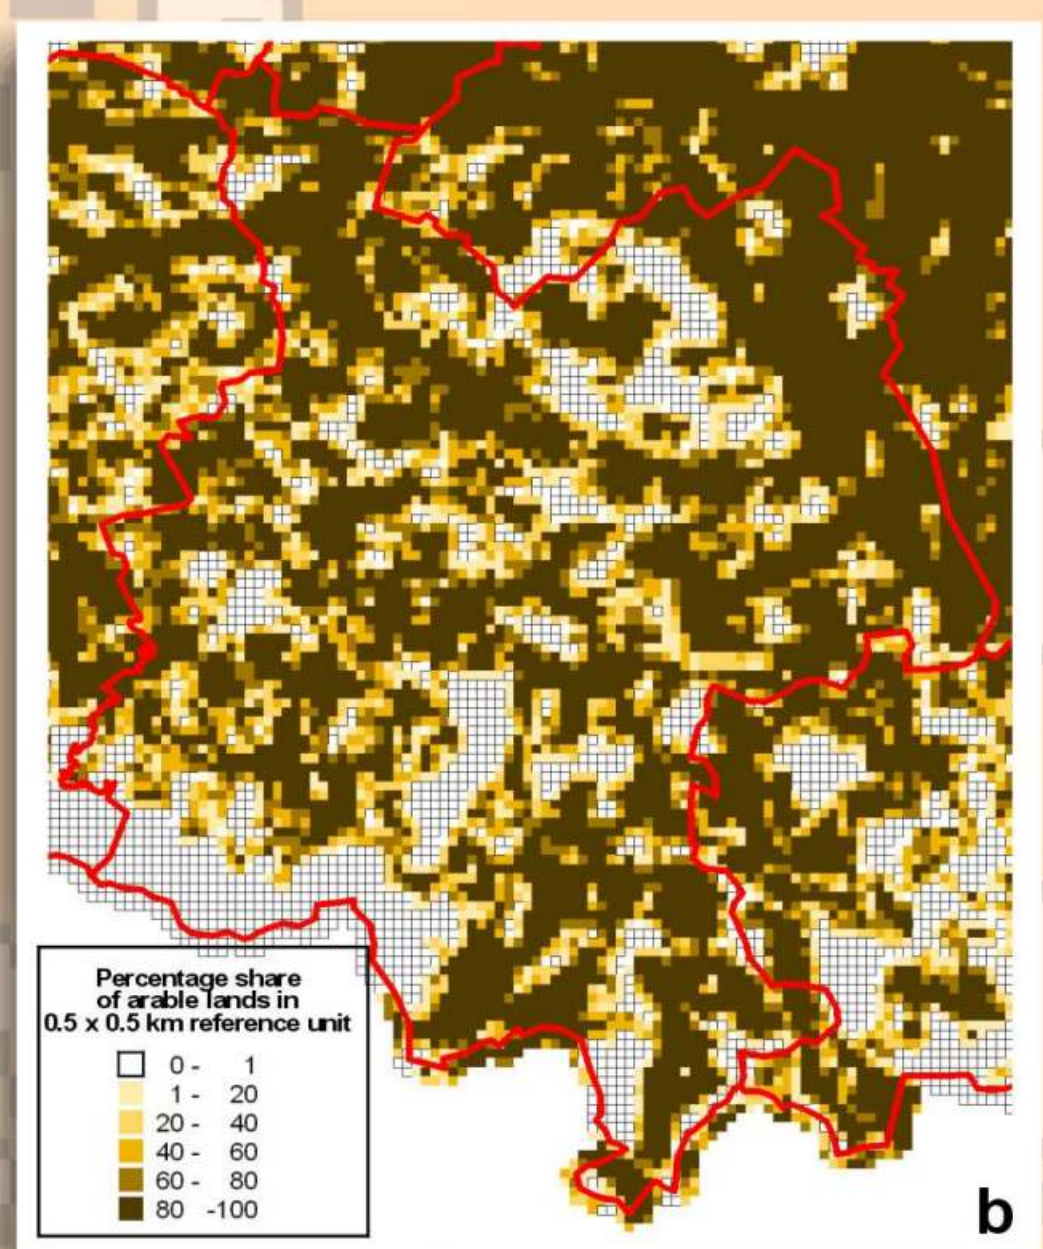 Percentage share
of arable lands in
0.5 x 0.5 km reference unit
0 - 1
1 - 20
20 - 40
40 - 60
60 - 80
80 -100
b